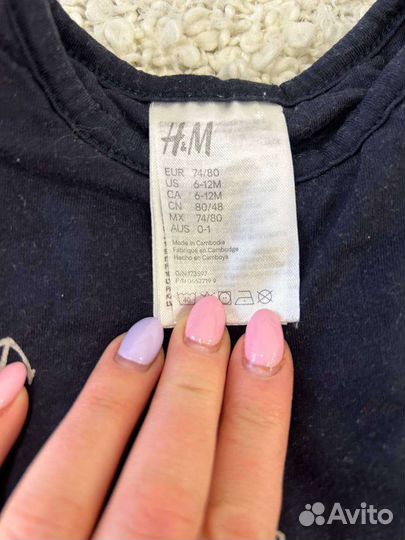 H&M
EUR 74/80
US 6-12M
CA 6-12M
CN 80/48
MX 74/80
AUS 0-1
Made in Cambodia
Fabriqué en Cambodge
Hecho en Camboya
40
Avito